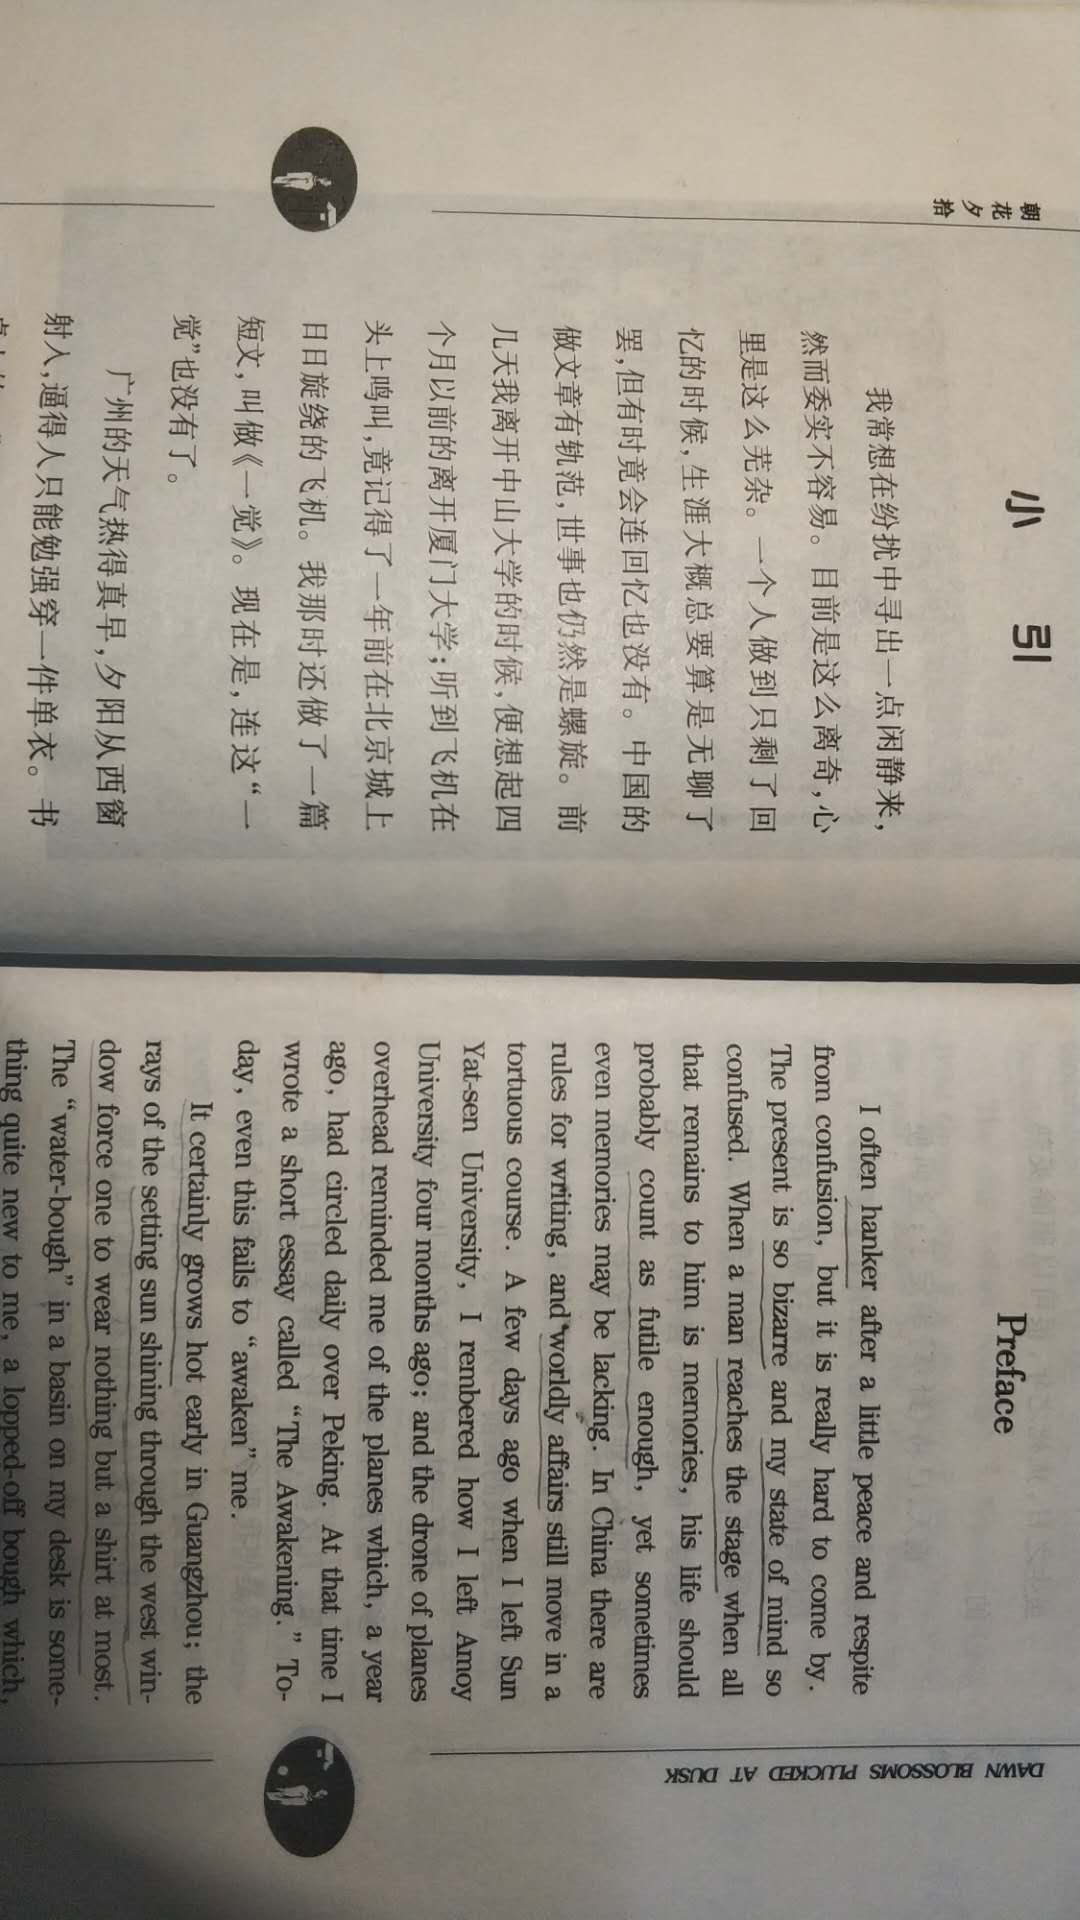 朝花夕拾
小 引
我常想在纷扰中寻出一点闲静来，
然而委实不容易。目前是这么离奇，心
里是这么芜杂。一个人做到只剩了回
忆的时候，生涯大概总要算是无聊了
罢，但有时竟会连回忆也没有。中国的
做文章有轨范，世事也仍然是螺旋。前
几天我离开中山大学的时候，便想起四
个月以前的离开厦门大学；听到飞机在
头上鸣叫，竟记得了一年前在北京城上
日日旋绕的飞机。我那时还做了一篇
短文，叫做《一觉》。现在是，连这“一
觉”也没有了。
广州的天气热得真早，夕阳从西窗
射入，逼得人只能勉强穿一件单衣。书
DAWN BLOSSOMS PLUCKED AT DUSK
Preface
I often hanker after a little peace and respite
from confusion, but it is really hard to come by.
The present is so bizarre and my state of mind so
confused. When a man reaches the stage when all
that remains to him is memories, his life should
probably count as futile enough, yet sometimes
even memories may be lacking. In China there are
rules for writing, and worldly affairs still move in a
tortuous course. A few days ago when I left Sun
Yat-sen University, I rembered how I left Amoy
University four months ago; and the drone of planes
overhead reminded me of the planes which, a year
ago, had circled daily over Peking. At that time I
wrote a short essay called “The Awakening.” To-
day, even this fails to “awaken” me.
It certainly grows hot early in Guangzhou; the
rays of the setting sun shining through the west win-
dow force one to wear nothing but a shirt at most.
The “water-bough” in a basin on my desk is some-
thing quite new to me, a lopped-off bough which,